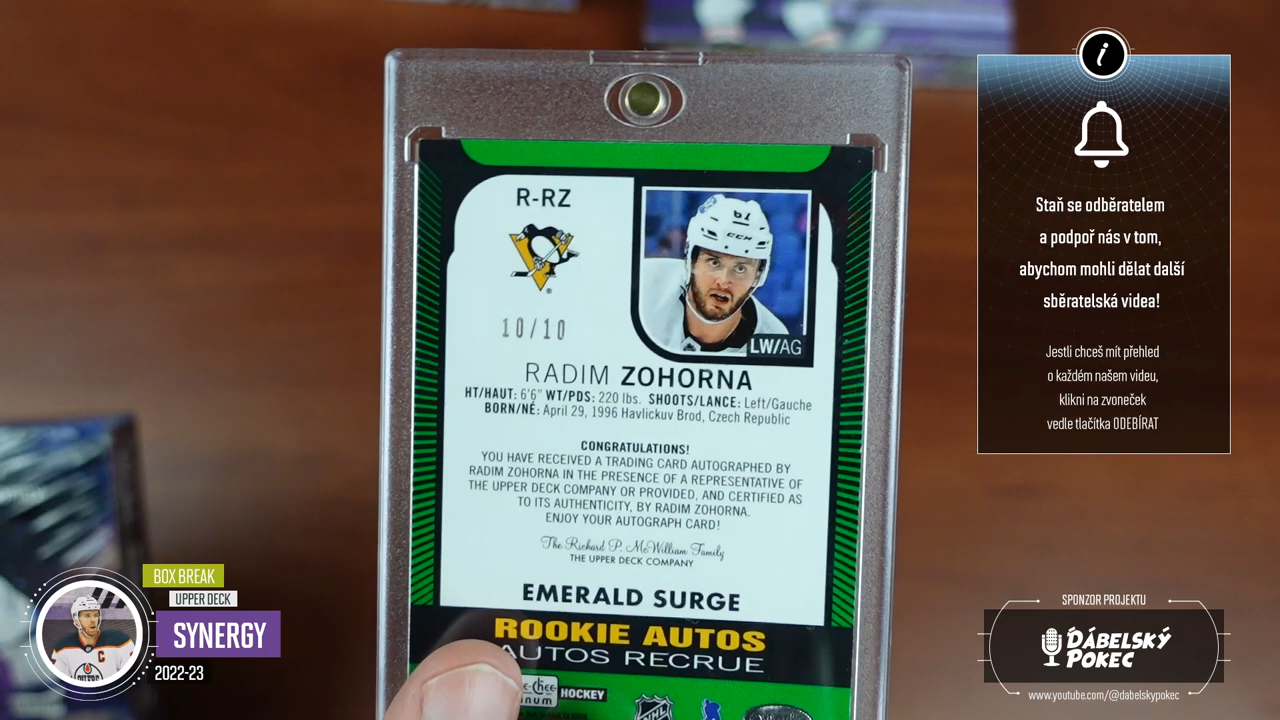 R-RZ
10/10
67
CCM
LW/AG
RADIM ZOHORNA
HT/HAUT: 6'6" WT/PDS: 220 lbs. SHOOTS/LANCE: Left/Gauche
BORN/NÉ: April 29, 1996 Havlickuv Brod, Czech Republic
CONGRATULATIONS!
YOU HAVE RECEIVED A TRADING CARD AUTOGRAPHED BY
RADIM ZOHORNA IN THE PRESENCE OF A REPRESENTATIVE OF
THE UPPER DECK COMPANY OR PROVIDED, AND CERTIFIED AS
TO ITS AUTHENTICITY, BY RADIM ZOHORNA.
ENJOY YOUR AUTOGRAPH CARD!
The Richard P. McWilliam Family
THE UPPER DECK COMPANY
EMERALD SURGE
ROOKIE AUTOS
AUTOS RECRUE
HOCKEY
NHL
i
Staň se odběratelem
a podpoř nás v tom,
abychom mohli dělat další
sběratelská videa!
Jestli chceš mít přehled
o každém našem videu,
klikni na zvoneček
vedle tlačítka ODEBÍRAT
BOX BREAK
UPPER DECK
SYNERGY
2022-23
C
OILERS
SPONZOR PROJEKTU
ĎÁBELSKÝ
POKEC
www.youtube.com/@dabelskypokec